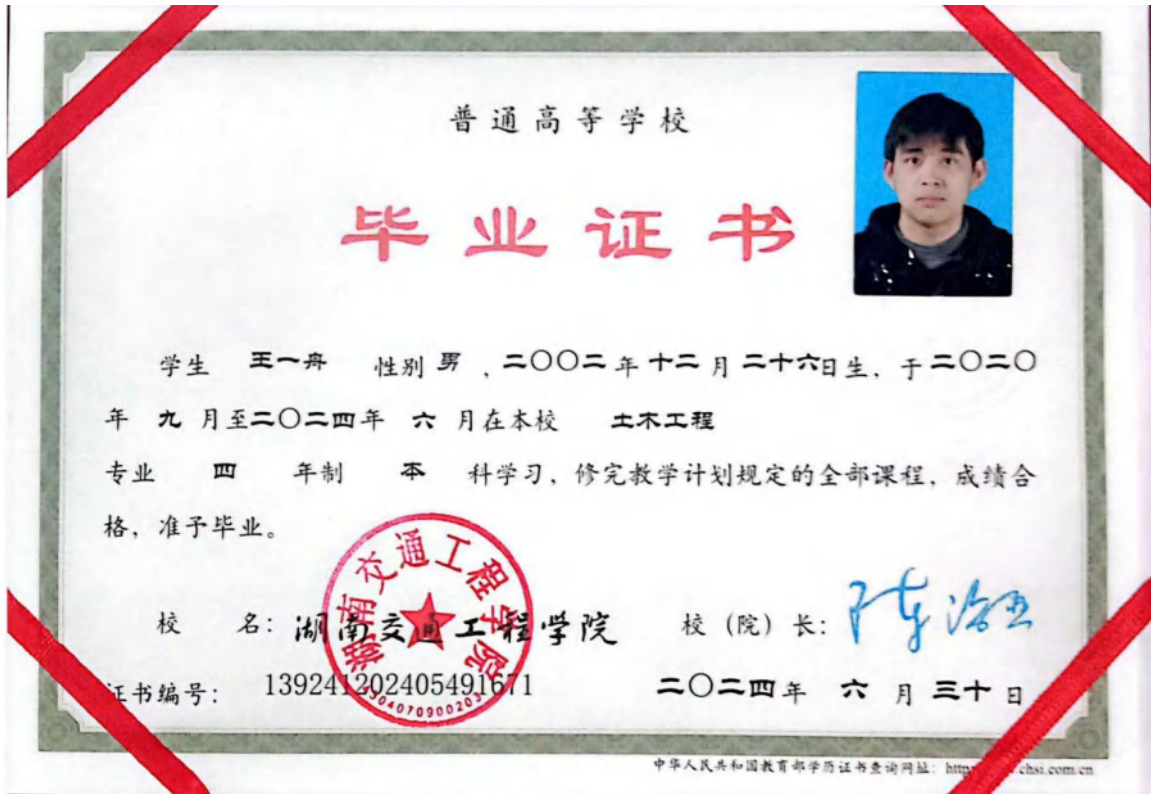 普通高等学校
毕业证书
学生 王一舟 性别 男 ，二〇〇二年十二月二十六日生，于二〇二〇
年 九 月至二〇二四年 六 月在本校 土木工程
专业 四 年制 本 科学习，修完教学计划规定的全部课程，成绩合
格，准予毕业。
校 名：湖南交通工程学院 校（院）长：
湖南交通工程学院
证书编号：139241202405491671 二〇二四年 六 月 三十 日
中华人民共和国教育部学历证书查询网址：chsi.com.cn